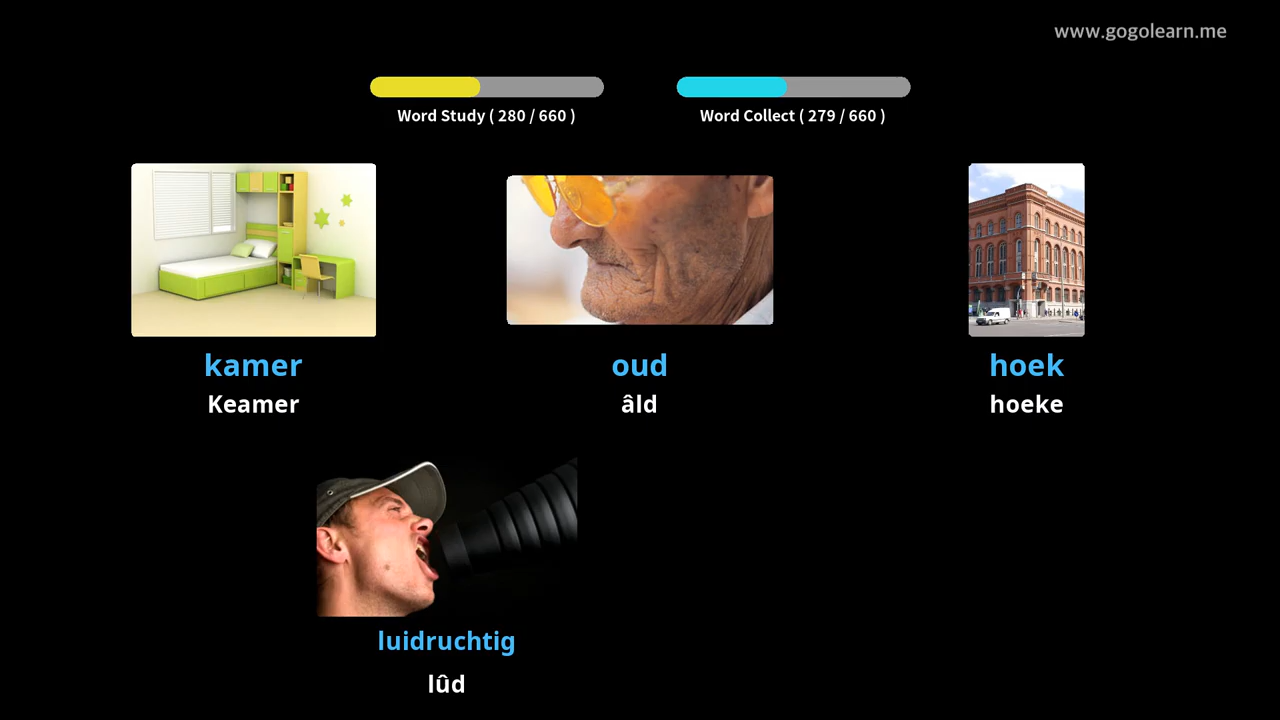 www.gogolearn.me
Word Study ( 280 / 660 )
Word Collect ( 279 / 660 )
kamer
Keamer
oud
âld
hoek
hoeke
luidruchtig
lûd